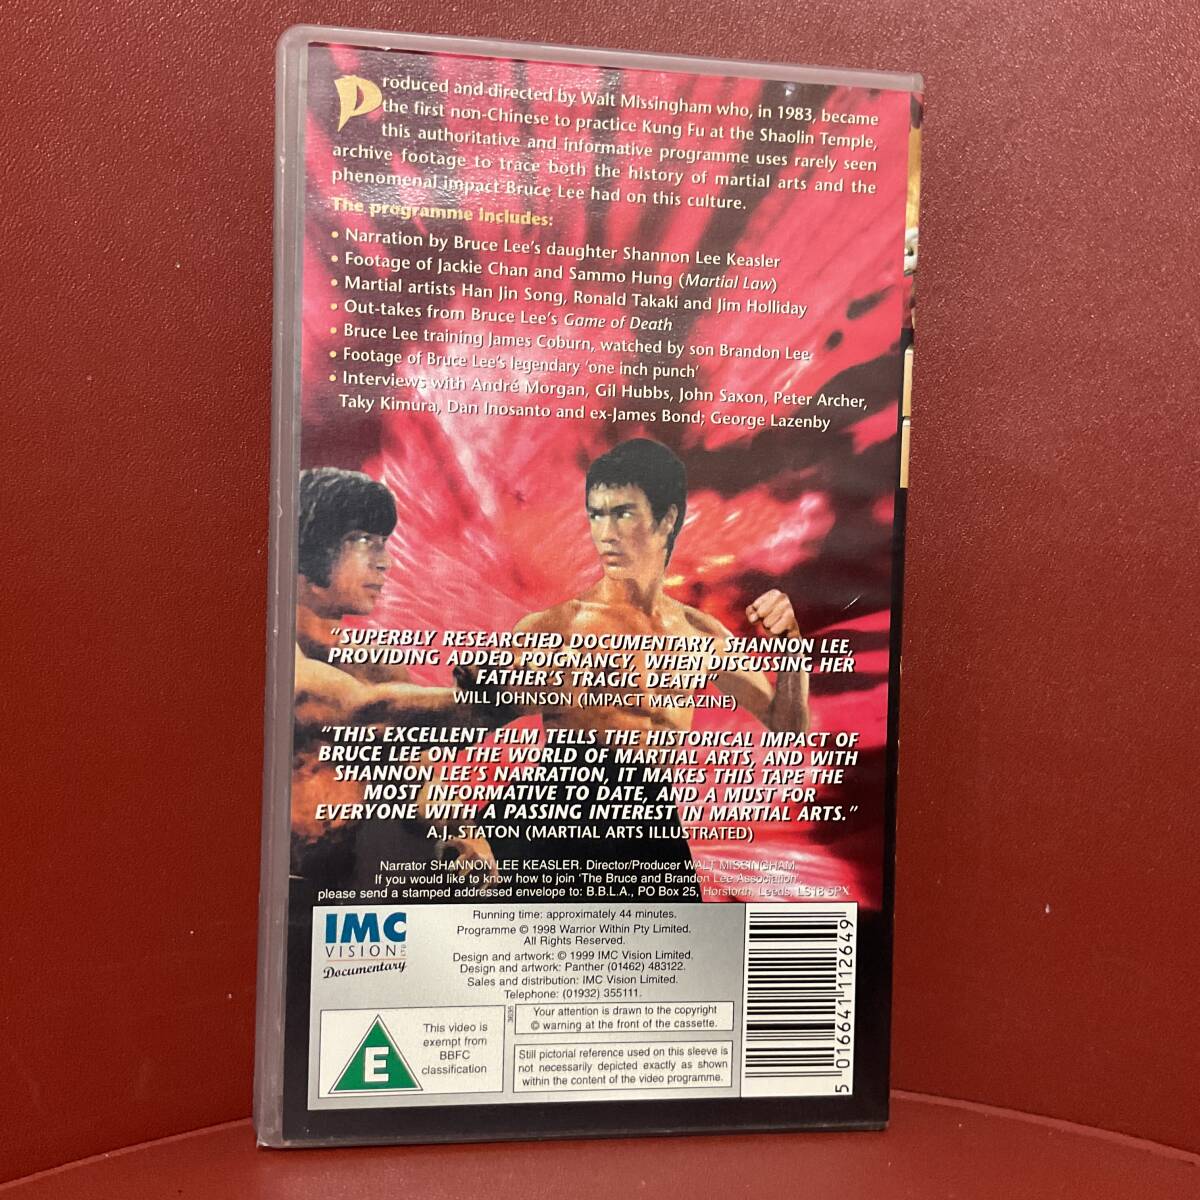 Produced and directed by Walt Missingham who, in 1983, became
the first non-Chinese to practice Kung Fu at the Shaolin Temple,
this authoritative and informative programme uses rarely seen
archive footage to trace both the history of martial arts and the
phenomenal impact Bruce Lee had on this culture.
The programme includes:
• Narration by Bruce Lee's daughter Shannon Lee Keasler
• Footage of Jackie Chan and Sammo Hung (Martial Law)
• Martial artists Han Jin Song, Ronald Takaki and Jim Holliday
• Out-takes from Bruce Lee's Game of Death
• Bruce Lee training James Coburn, watched by son Brandon Lee
• Footage of Bruce Lee's legendary 'one inch punch'
• Interviews with André Morgan, Gil Hubbs, John Saxon, Peter Archer,
Taky Kimura, Dan Inosanto and ex-James Bond; George Lazenby
"SUPERBLY RESEARCHED DOCUMENTARY, SHANNON LEE,
PROVIDING ADDED POIGNANCY, WHEN DISCUSSING HER
FATHER'S TRAGIC DEATH"
WILL JOHNSON (IMPACT MAGAZINE)
"THIS EXCELLENT FILM TELLS THE HISTORICAL IMPACT OF
BRUCE LEE ON THE WORLD OF MARTIAL ARTS, AND WITH
SHANNON LEE'S NARRATION, IT MAKES THIS TAPE THE
MOST INFORMATIVE TO DATE, AND A MUST FOR
EVERYONE WITH A PASSING INTEREST IN MARTIAL ARTS."
A.J. STATON (MARTIAL ARTS ILLUSTRATED)
Narrator SHANNON LEE KEASLER. Director/Producer WALT MISSINGHAM.
If you would like to know how to join 'The Bruce and Brandon Lee Association',
please send a stamped addressed envelope to: B.B.L.A., PO Box 25, Horsforth, Leeds, LS18 5PX
IMC
VISION LTD
Documentary
Running time: approximately 44 minutes.
Programme © 1998 Warrior Within Pty Limited.
All Rights Reserved.
Design and artwork: © 1999 IMC Vision Limited.
Design and artwork: Panther (01462) 483122.
Sales and distribution: IMC Vision Limited.
Telephone: (01932) 355111.
E
This video is
exempt from
BBFC
classification
3635
Your attention is drawn to the copyright
© warning at the front of the cassette.
Still pictorial reference used on this sleeve is
not necessarily depicted exactly as shown
within the content of the video programme.
5 016641 112649